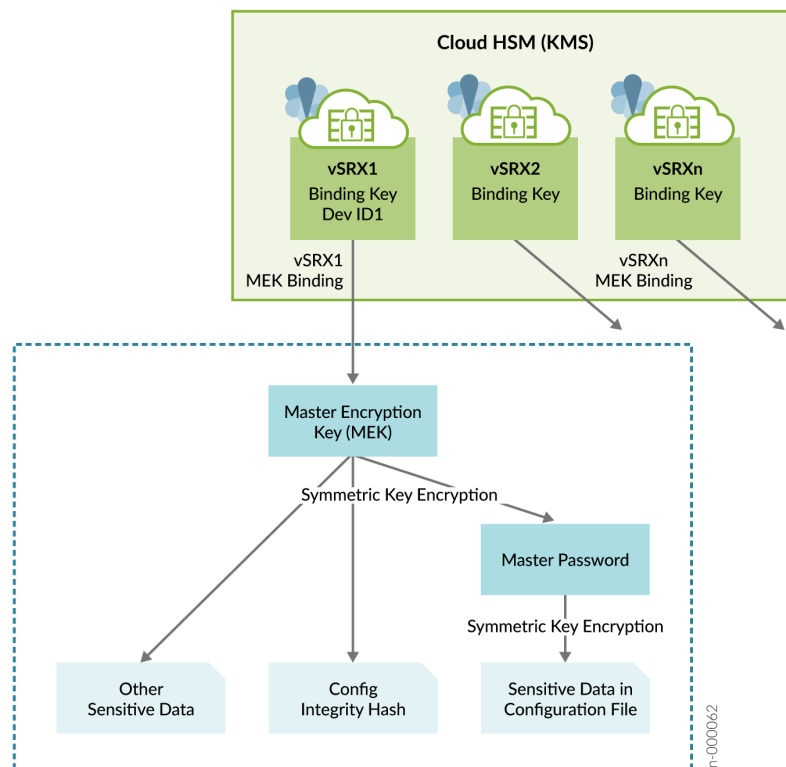 Cloud HSM (KMS)
vSRX1
Binding Key
Dev ID1
vSRX2
Binding Key
vSRXn
Binding Key
vSRX1
MEK Binding
vSRXn
MEK Binding
Master Encryption
Key (MEK)
Symmetric Key Encryption
Master Password
Symmetric Key Encryption
Other
Sensitive Data
Config
Integrity Hash
Sensitive Data in
Configuration File
n-000062